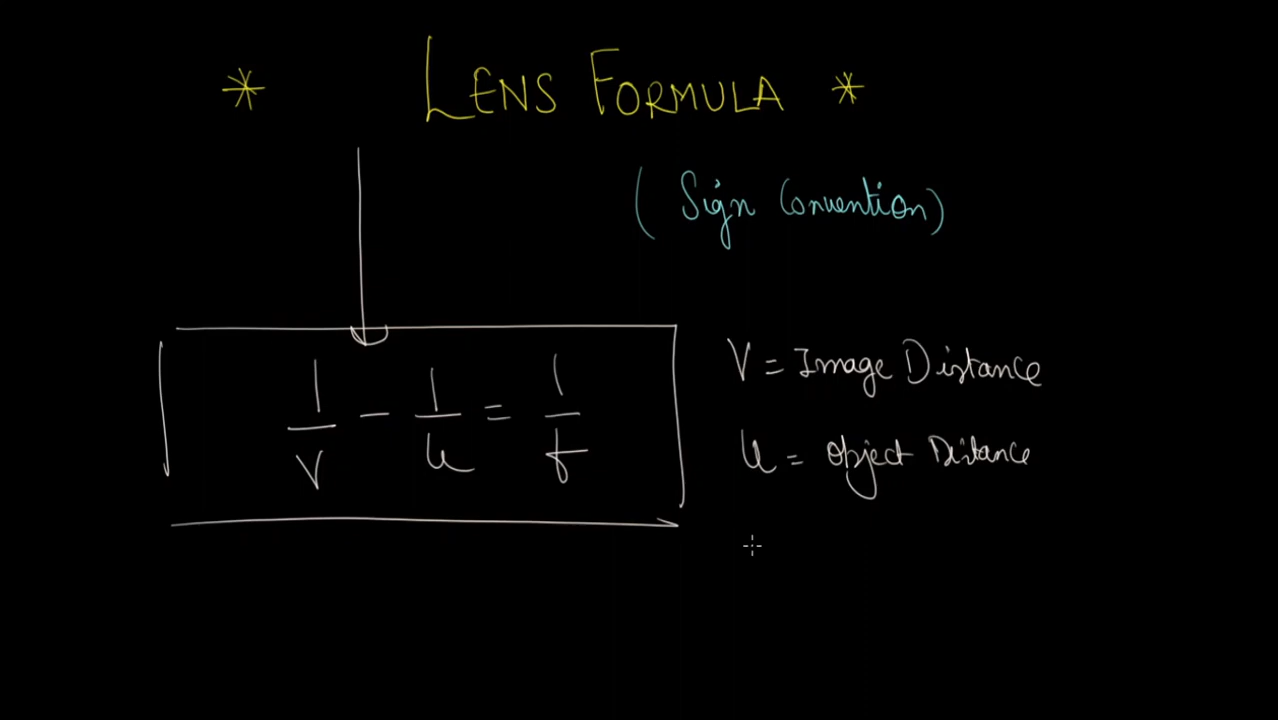 * LENS FORMULA *
(Sign Convention)
1/v - 1/u = 1/f
V = Image Distance
u = Object Distance